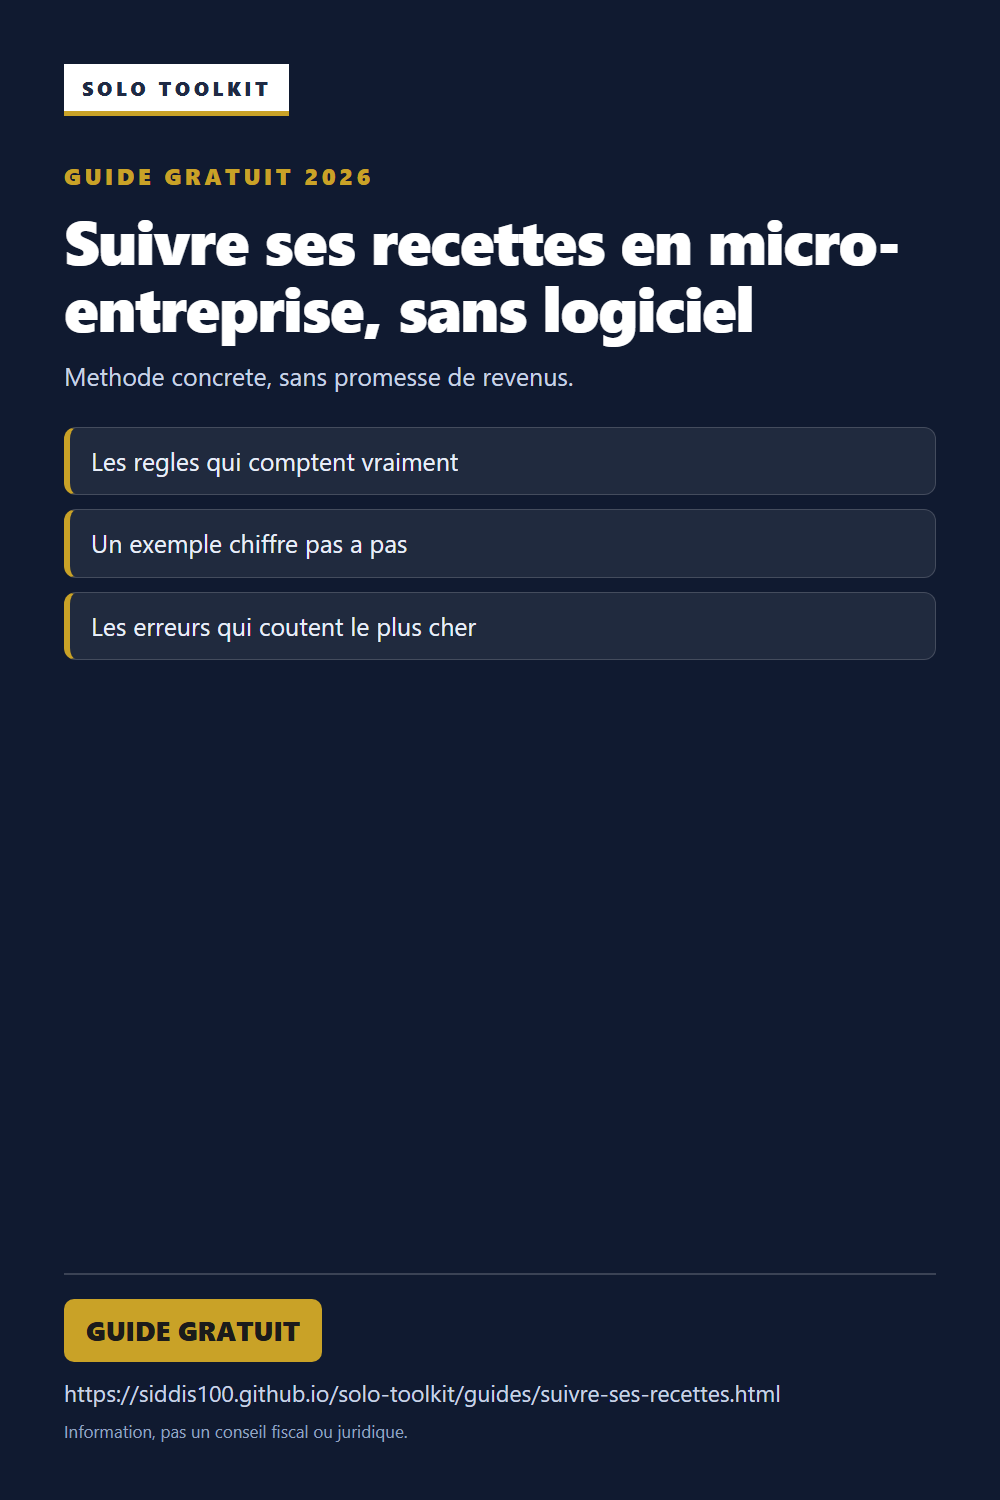 SOLO TOOLKIT
GUIDE GRATUIT 2026
Suivre ses recettes en micro-
entreprise, sans logiciel
Methode concrete, sans promesse de revenus.
Les regles qui comptent vraiment
Un exemple chiffre pas a pas
Les erreurs qui coutent le plus cher
GUIDE GRATUIT
https://siddis100.github.io/solo-toolkit/guides/suivre-ses-recettes.html
Information, pas un conseil fiscal ou juridique.